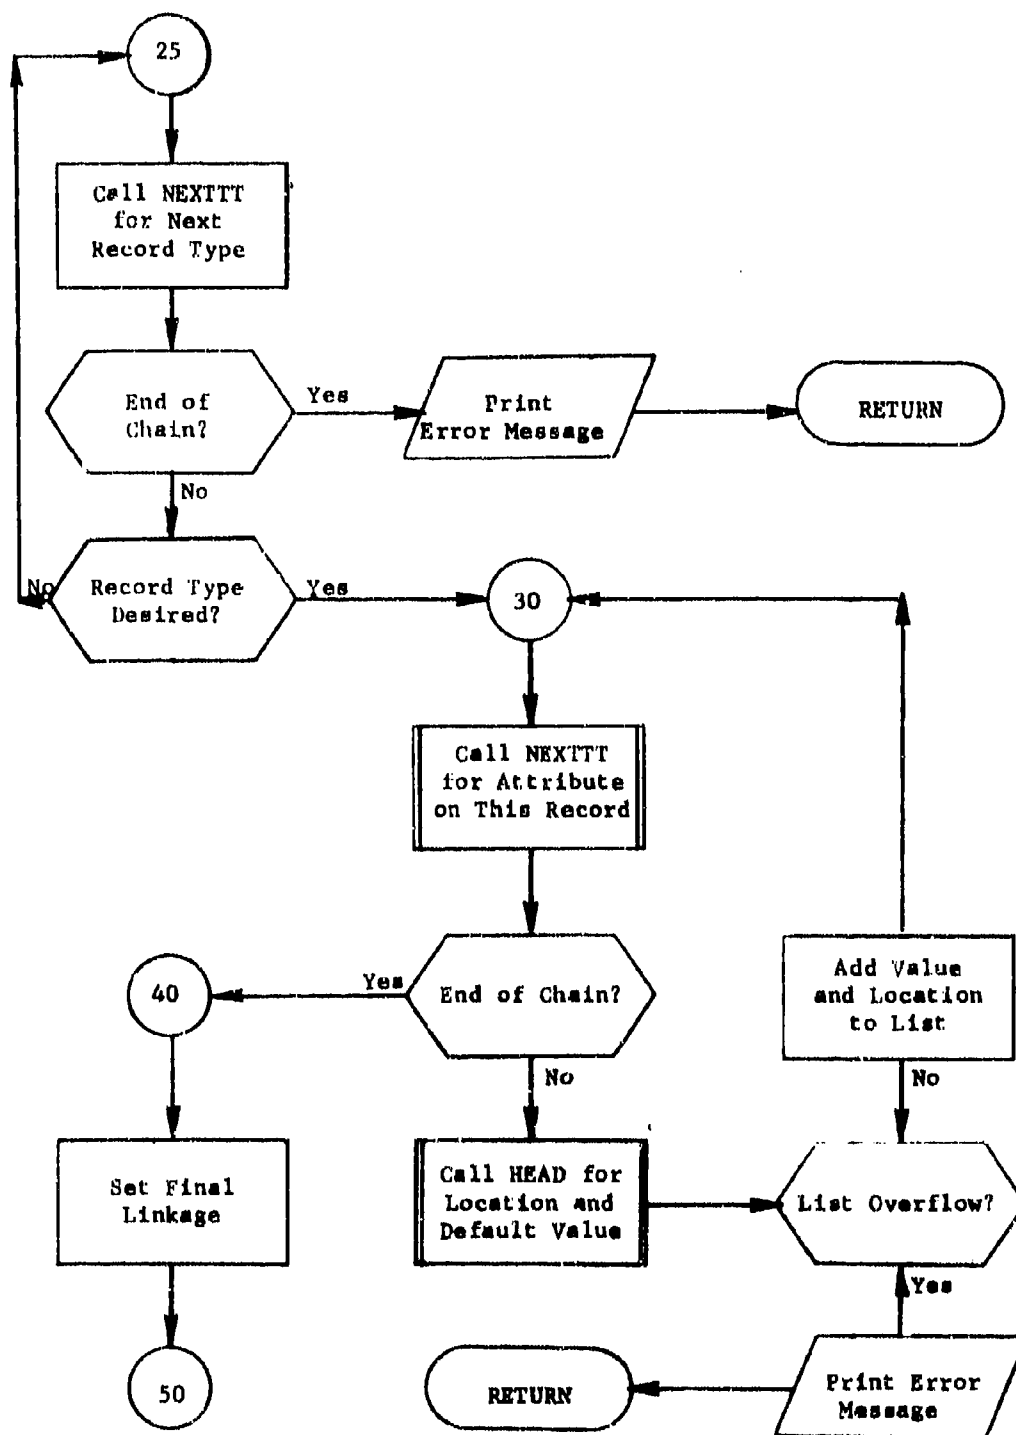 25
Call NEXTTT
for Next
Record Type
End of
Chain?
Yes
Print
Error Message
RETURN
No
No
Record Type
Desired?
Yes
30
Call NEXTTT
for Attribute
on This Record
40
Yes
End of Chain?
Add Value
and Location
to List
No
No
Set Final
Linkage
Call HEAD for
Location and
Default Value
List Overflow?
Yes
50
RETURN
Print Error
Message